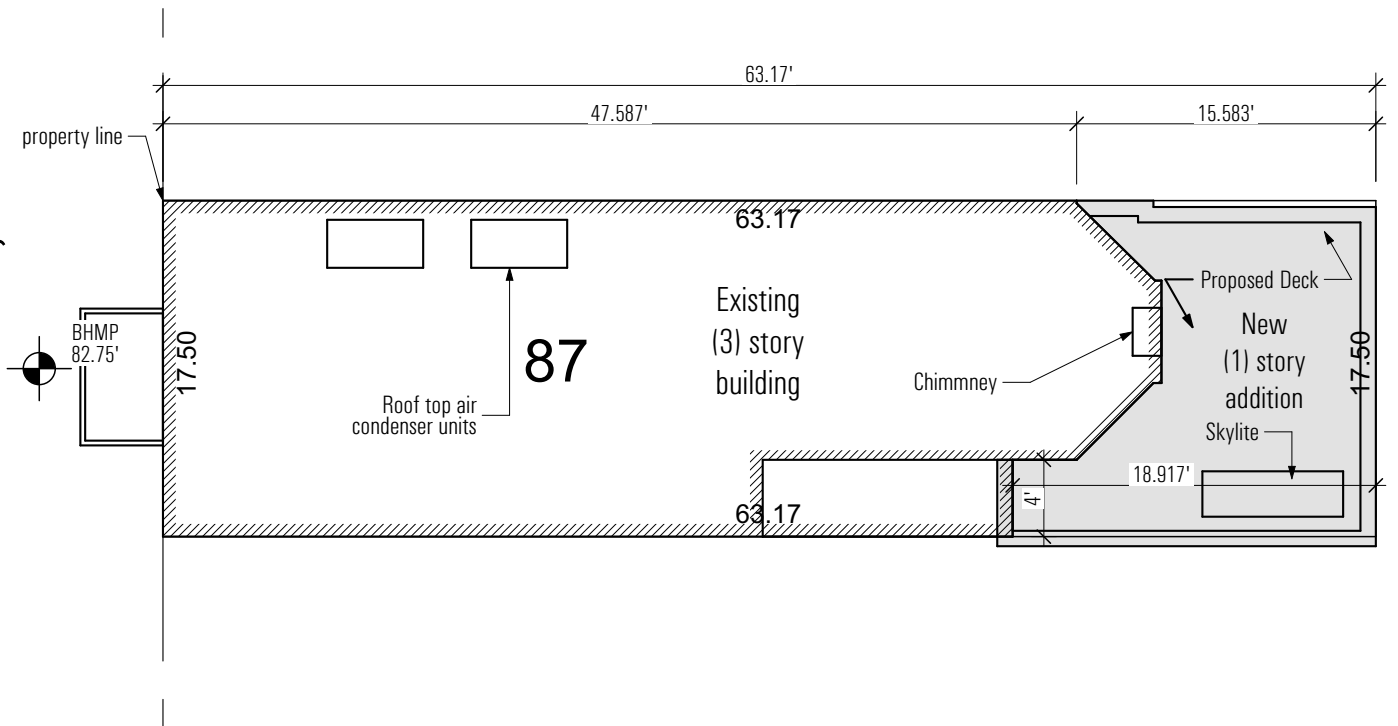 63.17'
47.587'
15.583'
property line
63.17
Existing
(3) story
building
87
BHMP
82.75'
17.50
Roof top air
condenser units
Chimmney
Proposed Deck
New
(1) story
addition
17.50
Skylite
18.917'
4'
63.17